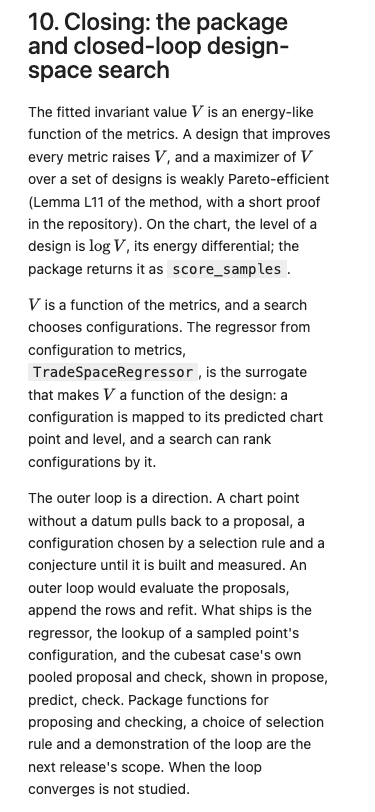 10. Closing: the package
and closed-loop design-
space search
The fitted invariant value V is an energy-like
function of the metrics. A design that improves
every metric raises V, and a maximizer of V
over a set of designs is weakly Pareto-efficient
(Lemma L11 of the method, with a short proof
in the repository). On the chart, the level of a
design is log V, its energy differential; the
package returns it as score_samples.
V is a function of the metrics, and a search
chooses configurations. The regressor from
configuration to metrics,
TradeSpaceRegressor, is the surrogate
that makes V a function of the design: a
configuration is mapped to its predicted chart
point and level, and a search can rank
configurations by it.
The outer loop is a direction. A chart point
without a datum pulls back to a proposal, a
configuration chosen by a selection rule and a
conjecture until it is built and measured. An
outer loop would evaluate the proposals,
append the rows and refit. What ships is the
regressor, the lookup of a sampled point's
configuration, and the cubesat case's own
pooled proposal and check, shown in propose,
predict, check. Package functions for
proposing and checking, a choice of selection
rule and a demonstration of the loop are the
next release's scope. When the loop
converges is not studied.